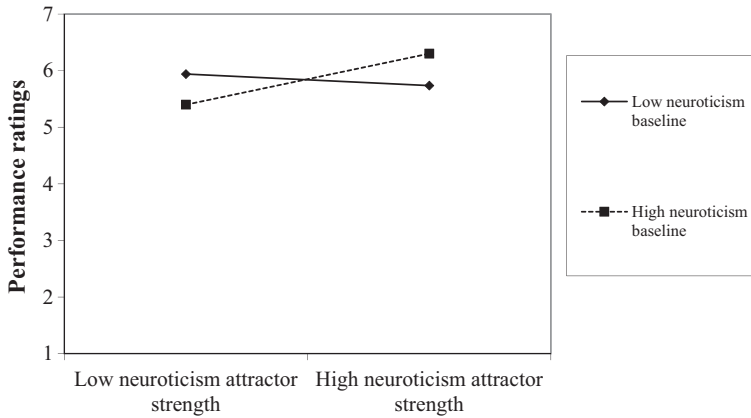 7
6
5
4
3
2
1
Performance ratings
Low neuroticism attractor
strength
High neuroticism attractor
strength
Low neuroticism
baseline
High neuroticism
baseline